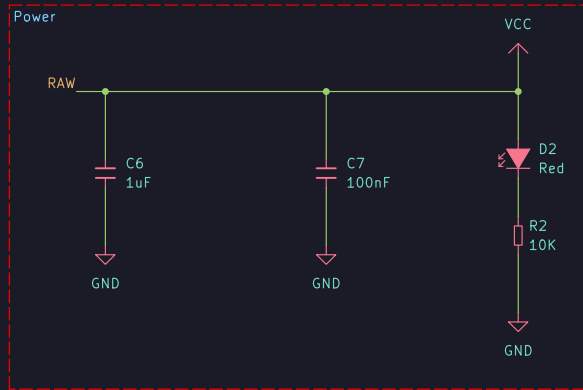 Power
VCC
RAW
C6
1uF
C7
100nF
D2
Red
R2
10K
GND
GND
GND